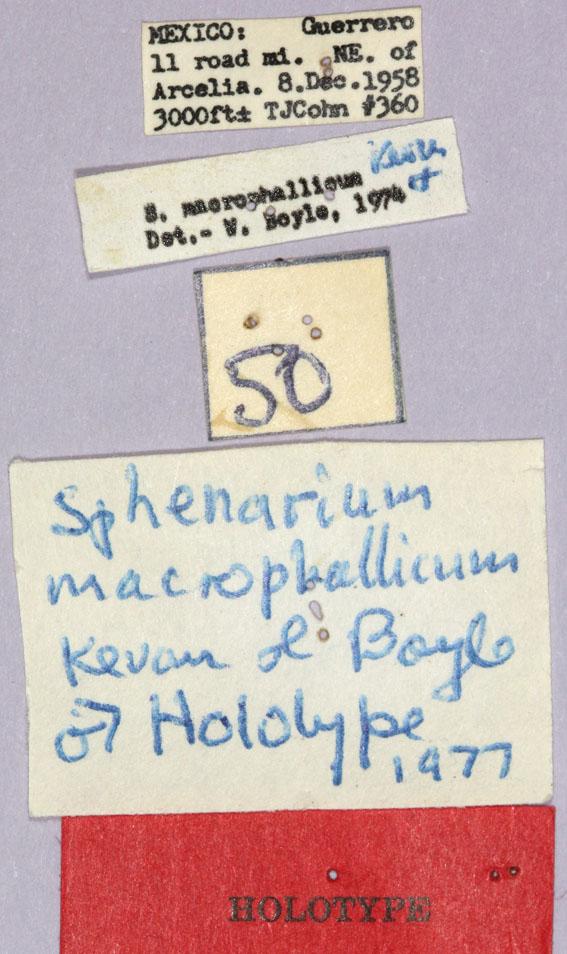 MEXICO: Guerrero
11 road mi. NE. of
Arcelia. 8.Dec.1958
3000ft± TJCohn #360
Kevan &
S. macrophallicum
Det.- W. Boyle, 1974
50
Sphenarium
macrophallicum
Kevan & Boyle
♂ Holotype
1977
HOLOTYPE